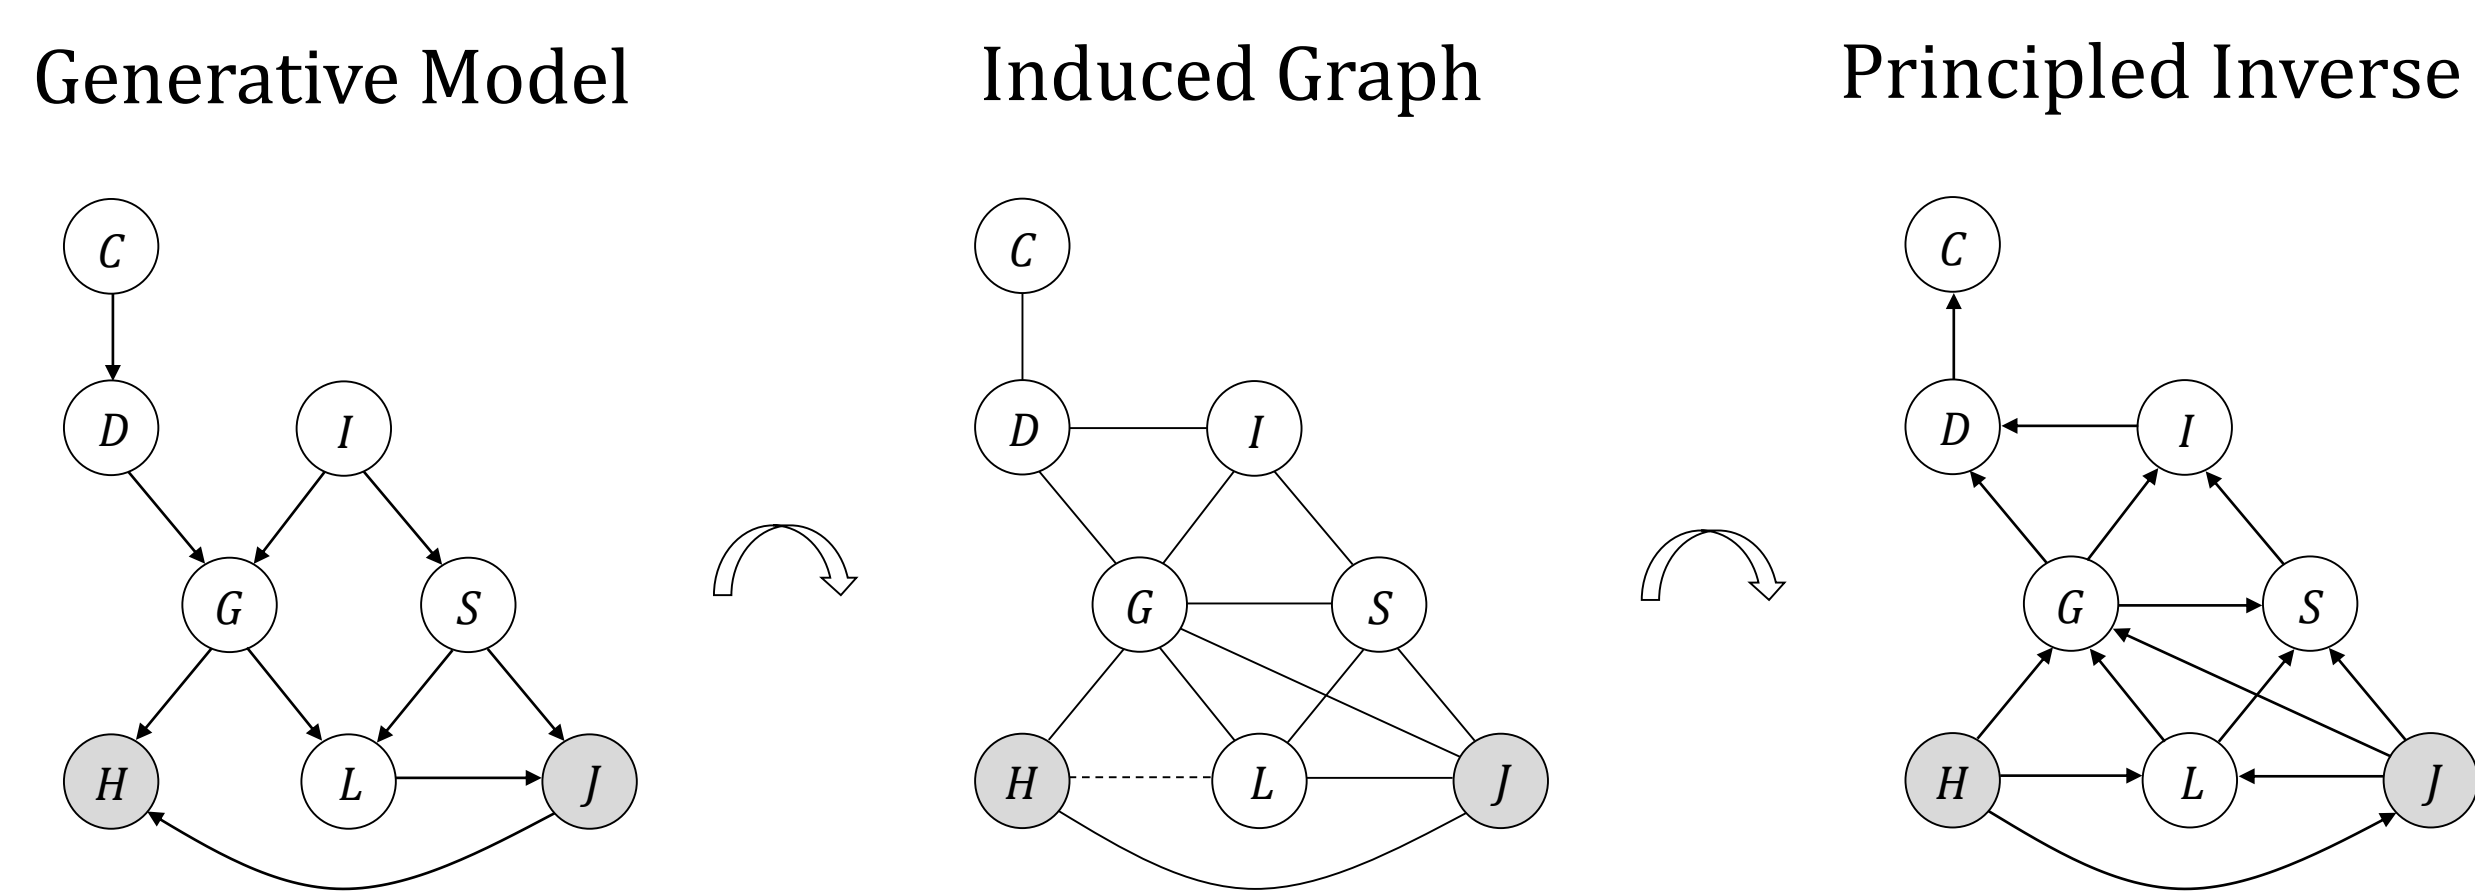 Generative Model
Induced Graph
Principled Inverse
C
D
I
G
S
H
L
J
C
D
I
G
S
H
L
J
C
D
I
G
S
H
L
J